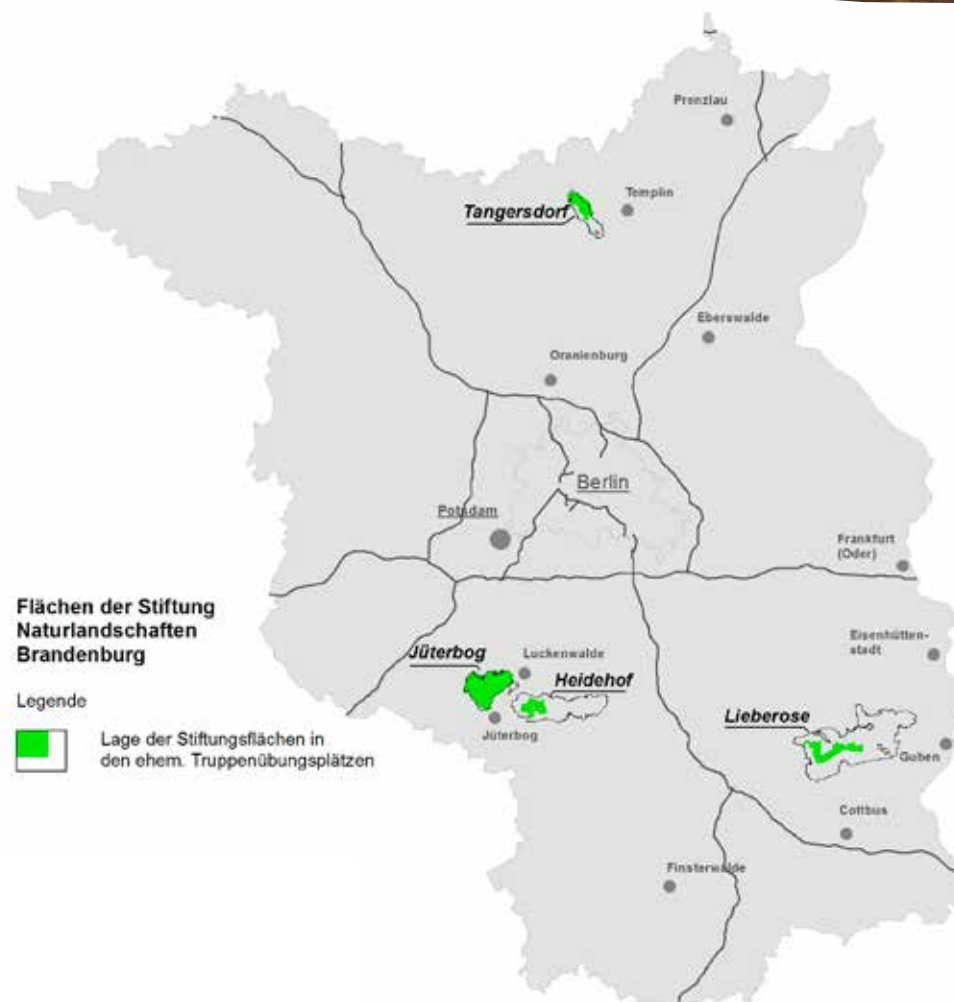 Prenzlau
Templin
Tangersdorf
Eberswalde
Oranienburg
Berlin
Potsdam
Frankfurt
(Oder)
Flächen der Stiftung
Naturlandschaften
Brandenburg
Eisenhütten-
stadt
Jüterbog
Luckenwalde
Heidehof
Legende
Lieberose
Jüterbog
Lage der Stiftungsflächen in
den ehem. Truppenübungsplätzen
Guben
Cottbus
Finsterwalde